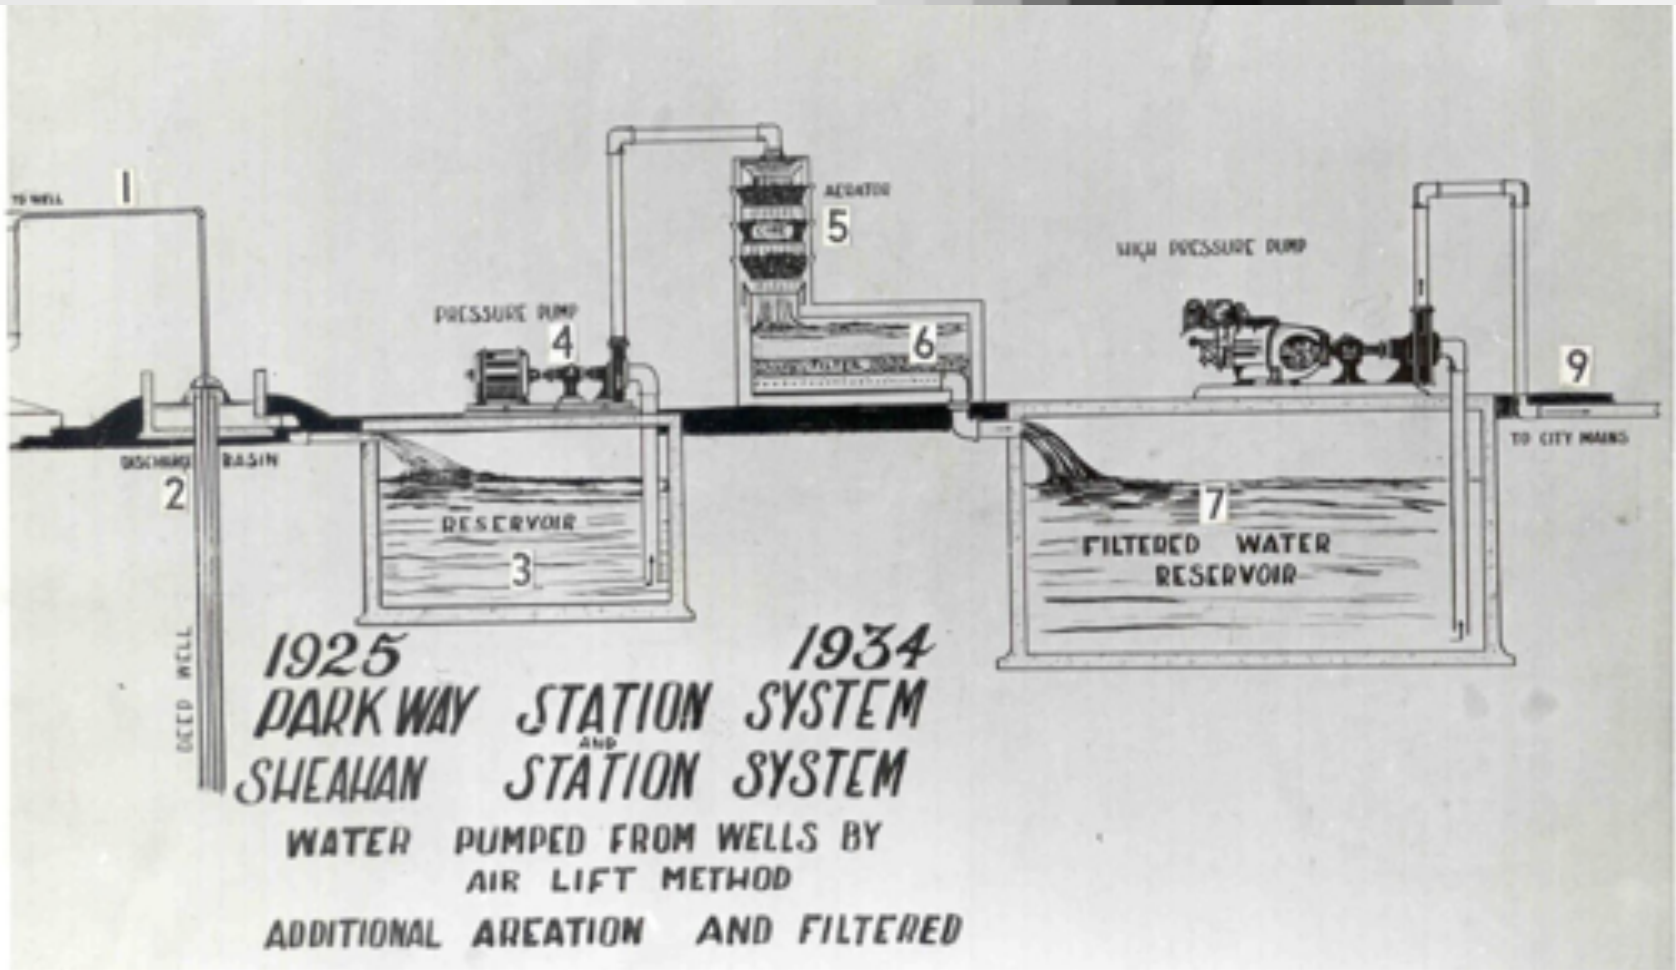 1
TO WELL
AERATOR
5
COKE
HIGH PRESSURE PUMP
PRESSURE PUMP
4
6
FILTER
9
TO CITY MAINS
DISCHARGE BASIN
2
RESERVOIR
3
7
FILTERED WATER
RESERVOIR
DEEP WELL
1925 1934
PARKWAY STATION SYSTEM
AND
SHEAHAN STATION SYSTEM
WATER PUMPED FROM WELLS BY
AIR LIFT METHOD
ADDITIONAL AREATION AND FILTERED